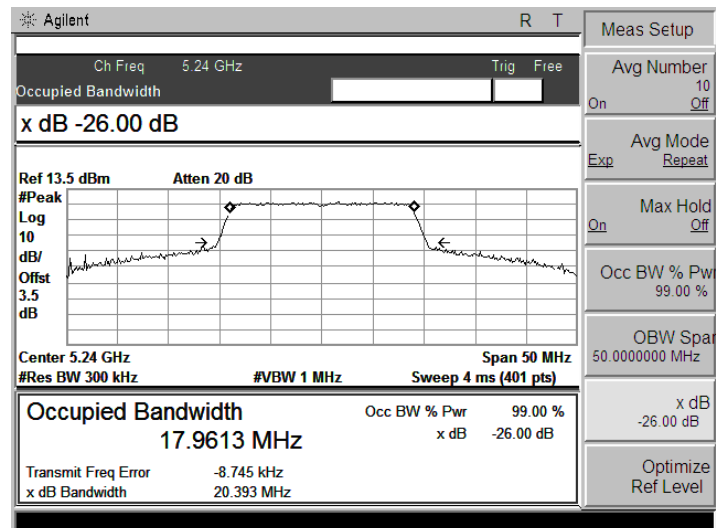 Agilent R T
Ch Freq 5.24 GHz Trig Free
Occupied Bandwidth
x dB -26.00 dB
Ref 13.5 dBm Atten 20 dB
#Peak
Log
10
dB/
Offst
3.5
dB
Center 5.24 GHz Span 50 MHz
#Res BW 300 kHz #VBW 1 MHz Sweep 4 ms (401 pts)
Occupied Bandwidth Occ BW % Pwr 99.00 %
17.9613 MHz x dB -26.00 dB
Transmit Freq Error -8.745 kHz
x dB Bandwidth 20.393 MHz
Meas Setup
Avg Number
10
On Off
Avg Mode
Exp Repeat
Max Hold
On Off
Occ BW % Pwr
99.00 %
OBW Span
50.0000000 MHz
x dB
-26.00 dB
Optimize
Ref Level